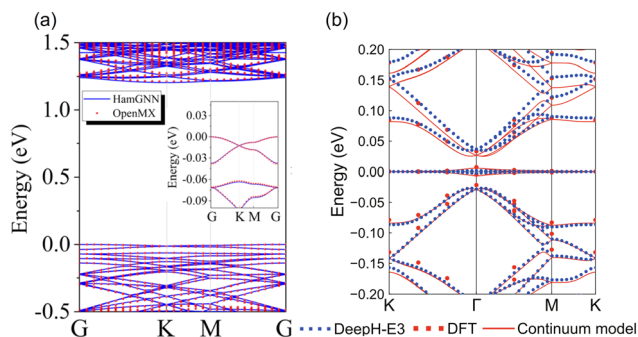 (a)
1.5
1.0
0.5
0.0
-0.5
Energy (eV)
HamGNN
OpenMX
0.00
-0.03
-0.06
-0.09
Energy (eV)
G K M G
G K M G
(b)
0.20
0.15
0.10
0.05
0.00
−0.05
−0.10
−0.15
−0.20
Energy (eV)
K Γ M K
DeepH-E3 DFT Continuum model